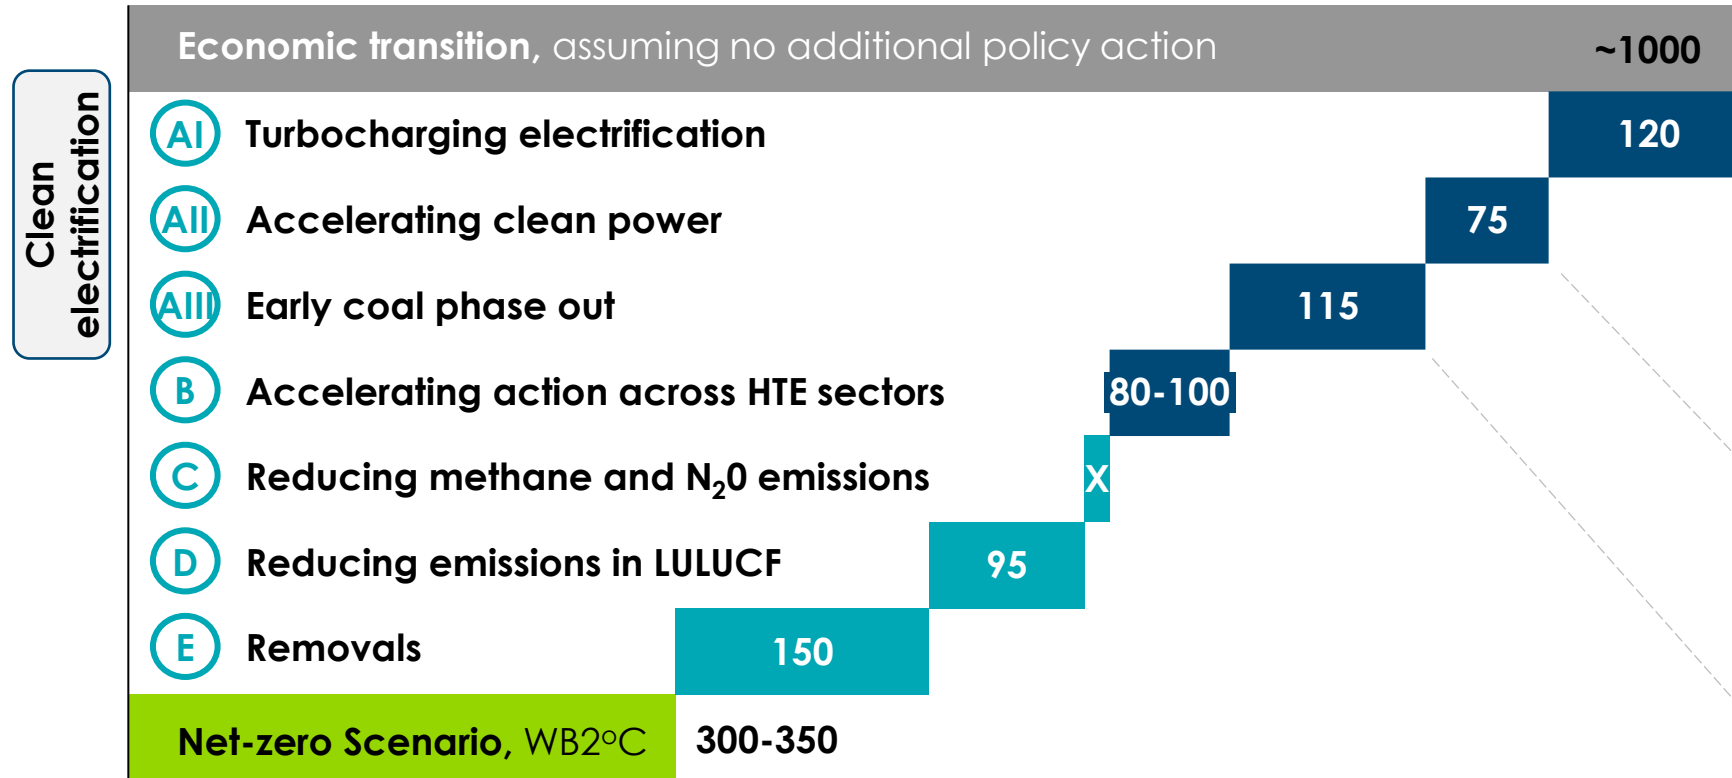 Economic transition, assuming no additional policy action ~1000
Clean
electrification
AI Turbocharging electrification 120
AII Accelerating clean power 75
AIII Early coal phase out 115
B Accelerating action across HTE sectors 80-100
C Reducing methane and N₂0 emissions X
D Reducing emissions in LULUCF 95
E Removals 150
Net-zero Scenario, WB2°C 300-350